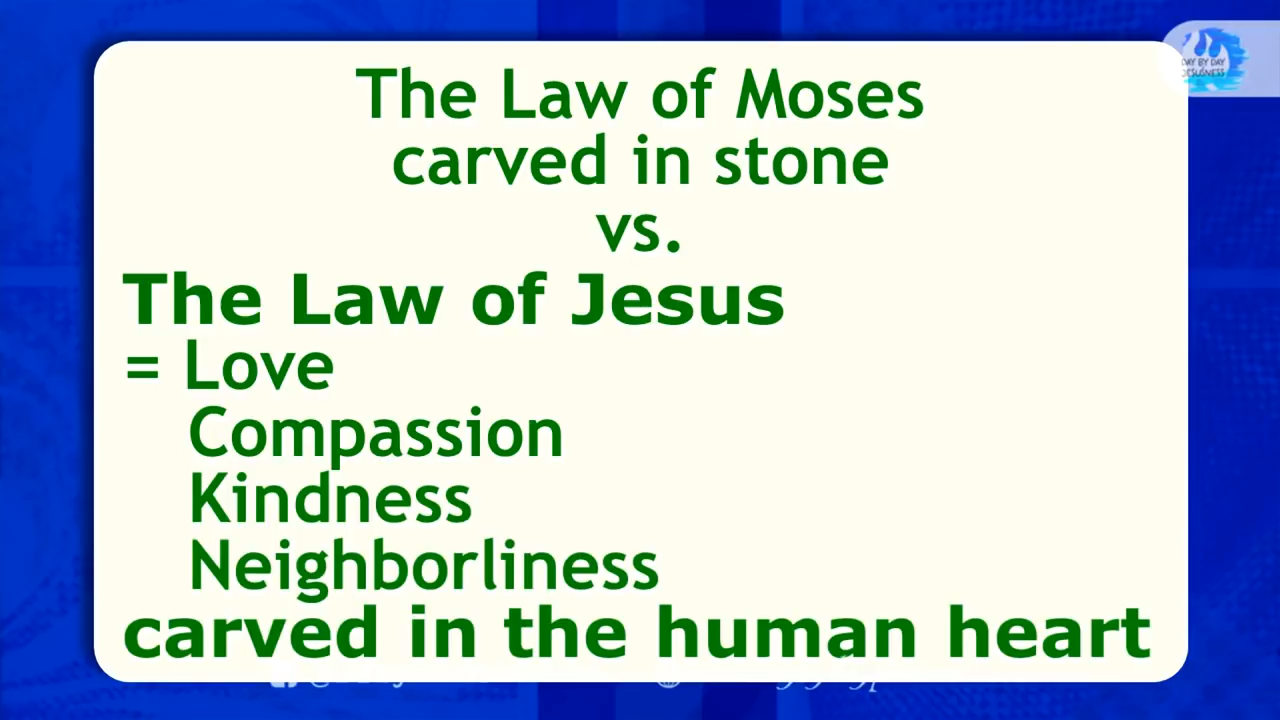 DAY BY DAY
JESUSNESS
The Law of Moses
carved in stone
vs.
The Law of Jesus
= Love
Compassion
Kindness
Neighborliness
carved in the human heart